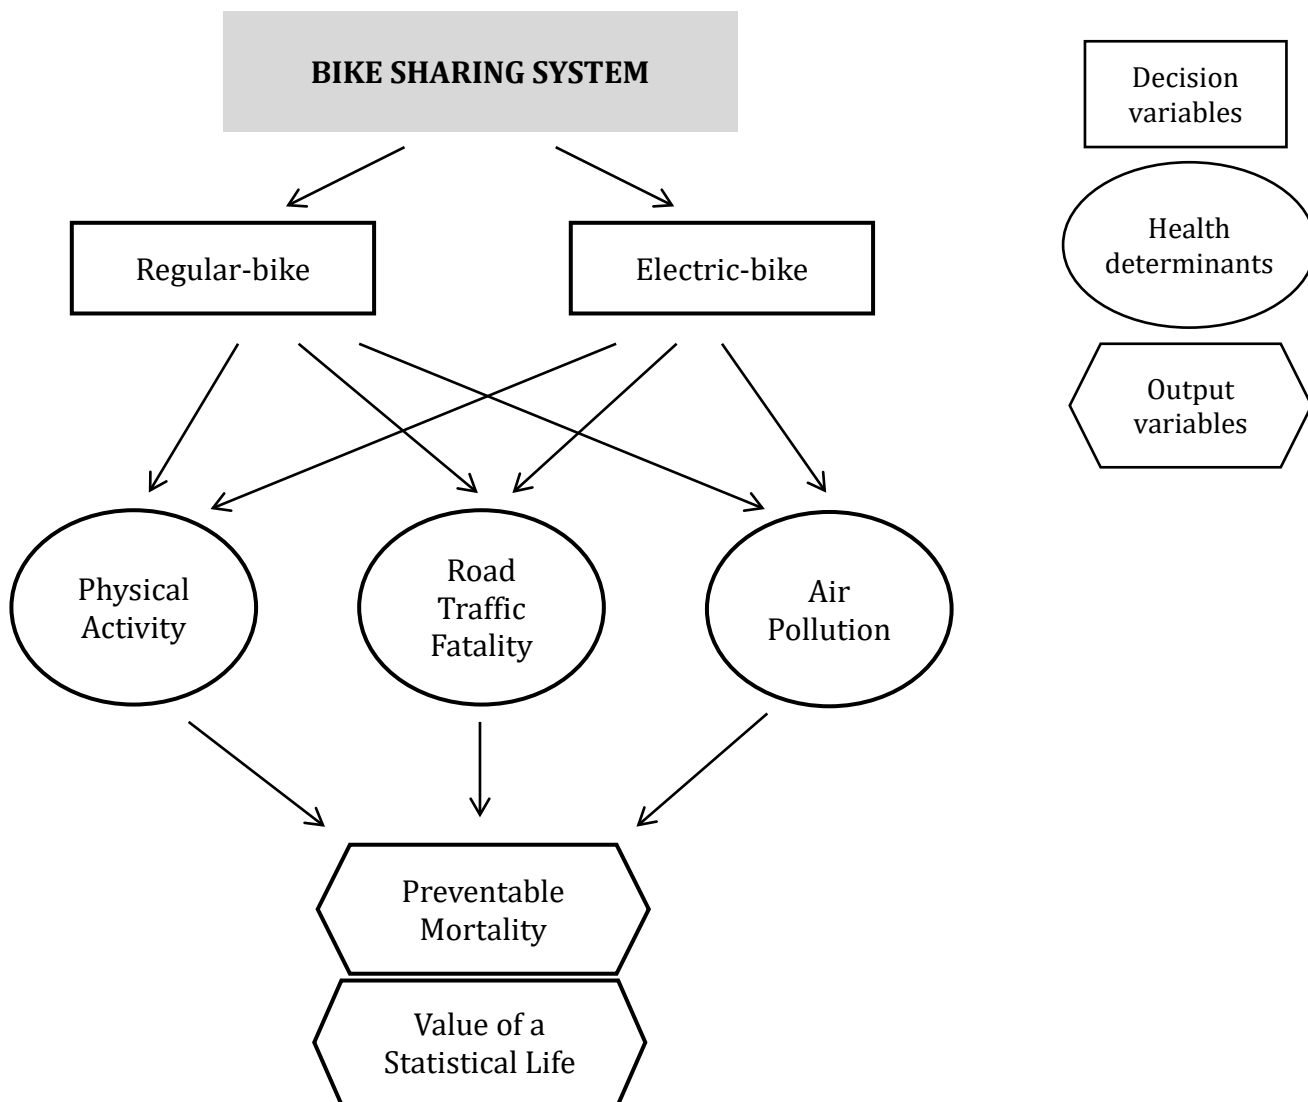 BIKE SHARING SYSTEM
Decision
variables
Health
determinants
Output
variables
Regular-bike
Electric-bike
Physical
Activity
Road
Traffic
Fatality
Air
Pollution
Preventable
Mortality
Value of a
Statistical Life